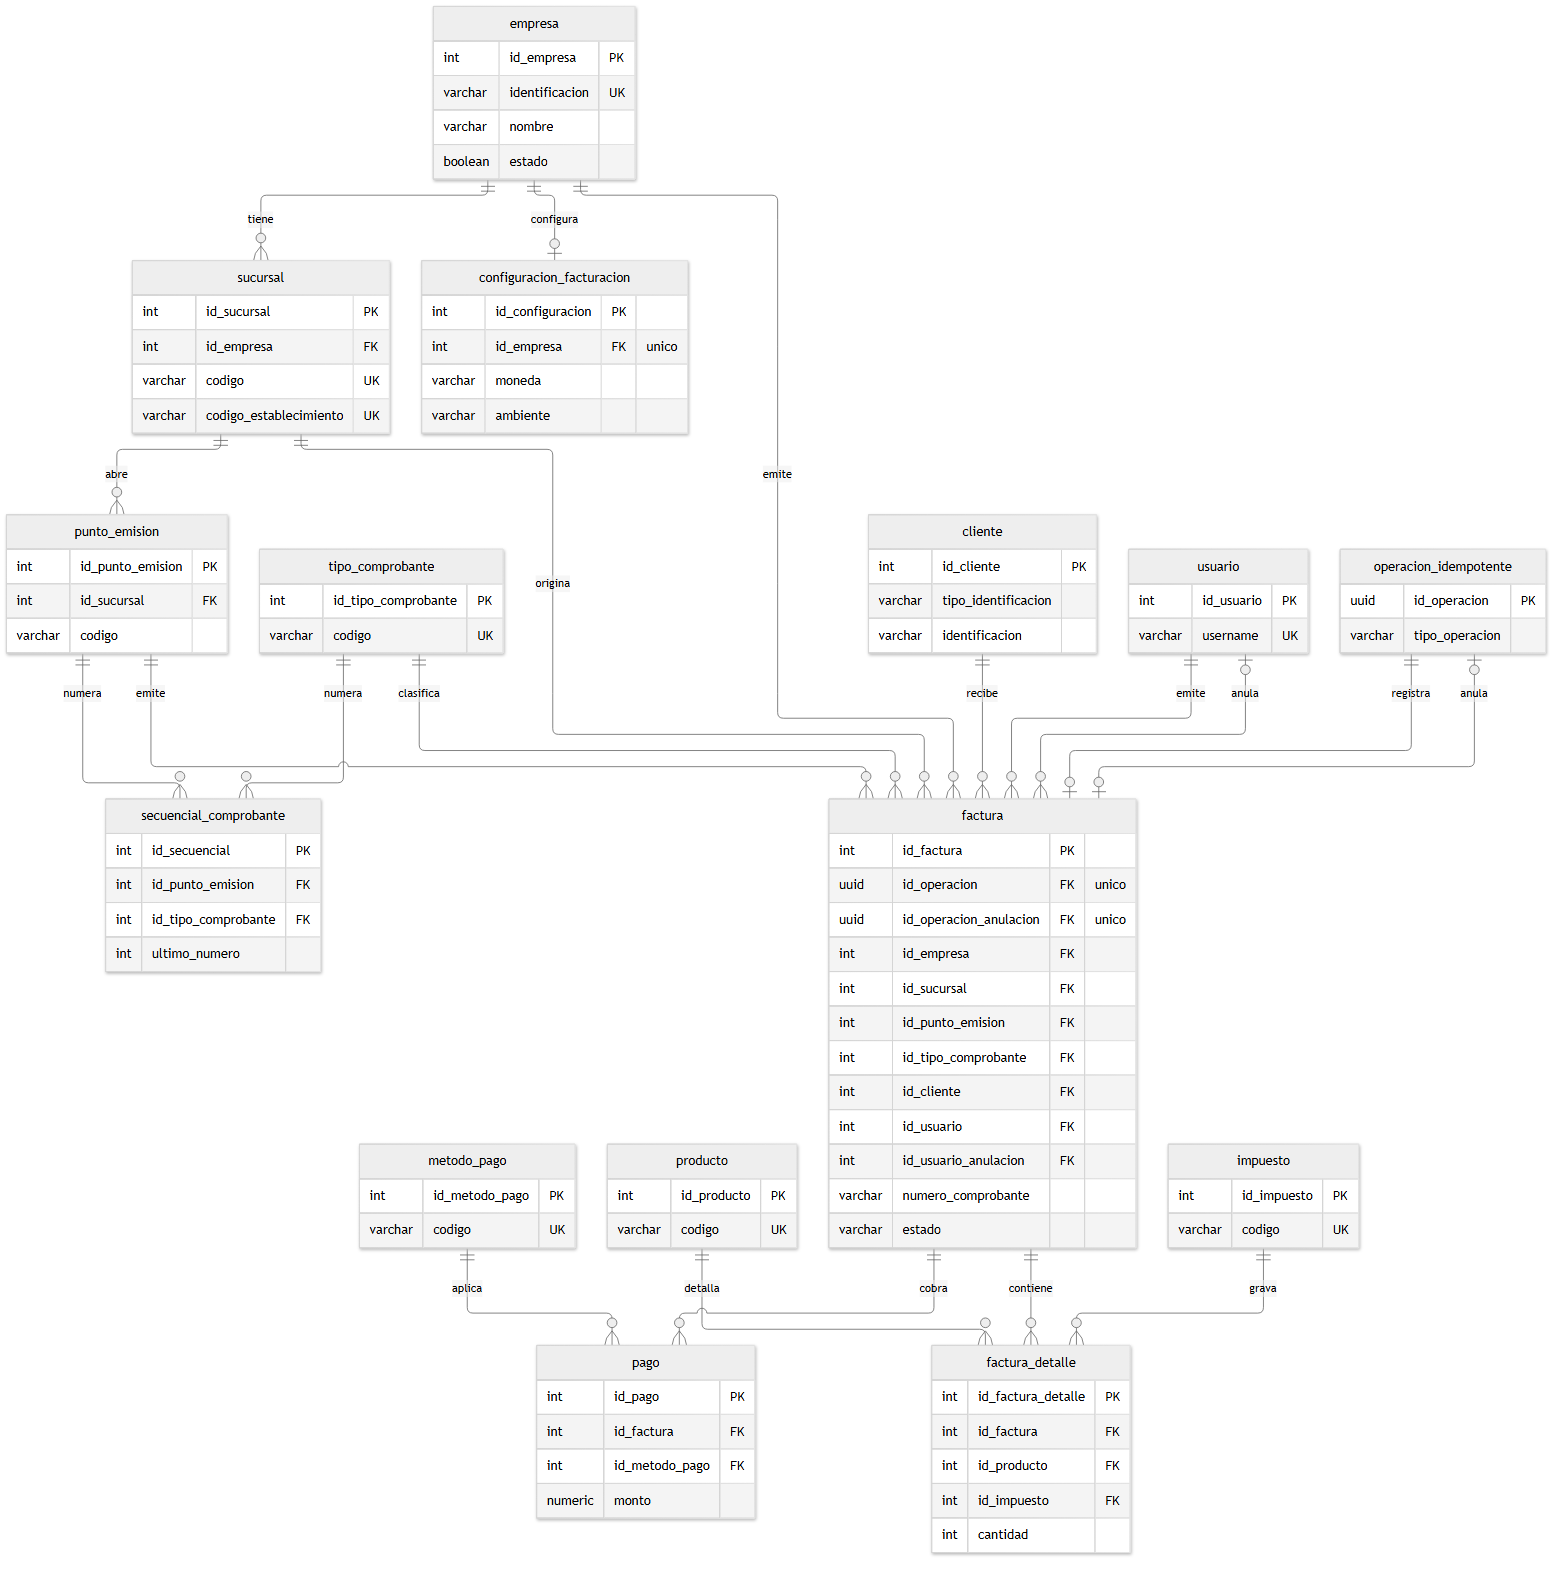 empresa
int id_empresa PK
varchar identificacion UK
varchar nombre
boolean estado
tiene
configura
emite
sucursal
int id_sucursal PK
int id_empresa FK
varchar codigo UK
varchar codigo_establecimiento UK
configuracion_facturacion
int id_configuracion PK
int id_empresa FK unico
varchar moneda
varchar ambiente
abre
origina
punto_emision
int id_punto_emision PK
int id_sucursal FK
varchar codigo
tipo_comprobante
int id_tipo_comprobante PK
varchar codigo UK
cliente
int id_cliente PK
varchar tipo_identificacion
varchar identificacion
usuario
int id_usuario PK
varchar username UK
operacion_idempotente
uuid id_operacion PK
varchar tipo_operacion
numera
emite
numera
clasifica
recibe
emite
anula
registra
anula
secuencial_comprobante
int id_secuencial PK
int id_punto_emision FK
int id_tipo_comprobante FK
int ultimo_numero
factura
int id_factura PK
uuid id_operacion FK unico
uuid id_operacion_anulacion FK unico
int id_empresa FK
int id_sucursal FK
int id_punto_emision FK
int id_tipo_comprobante FK
int id_cliente FK
int id_usuario FK
int id_usuario_anulacion FK
varchar numero_comprobante
varchar estado
metodo_pago
int id_metodo_pago PK
varchar codigo UK
producto
int id_producto PK
varchar codigo UK
impuesto
int id_impuesto PK
varchar codigo UK
aplica
detalla
cobra
contiene
grava
pago
int id_pago PK
int id_factura FK
int id_metodo_pago FK
numeric monto
factura_detalle
int id_factura_detalle PK
int id_factura FK
int id_producto FK
int id_impuesto FK
int cantidad